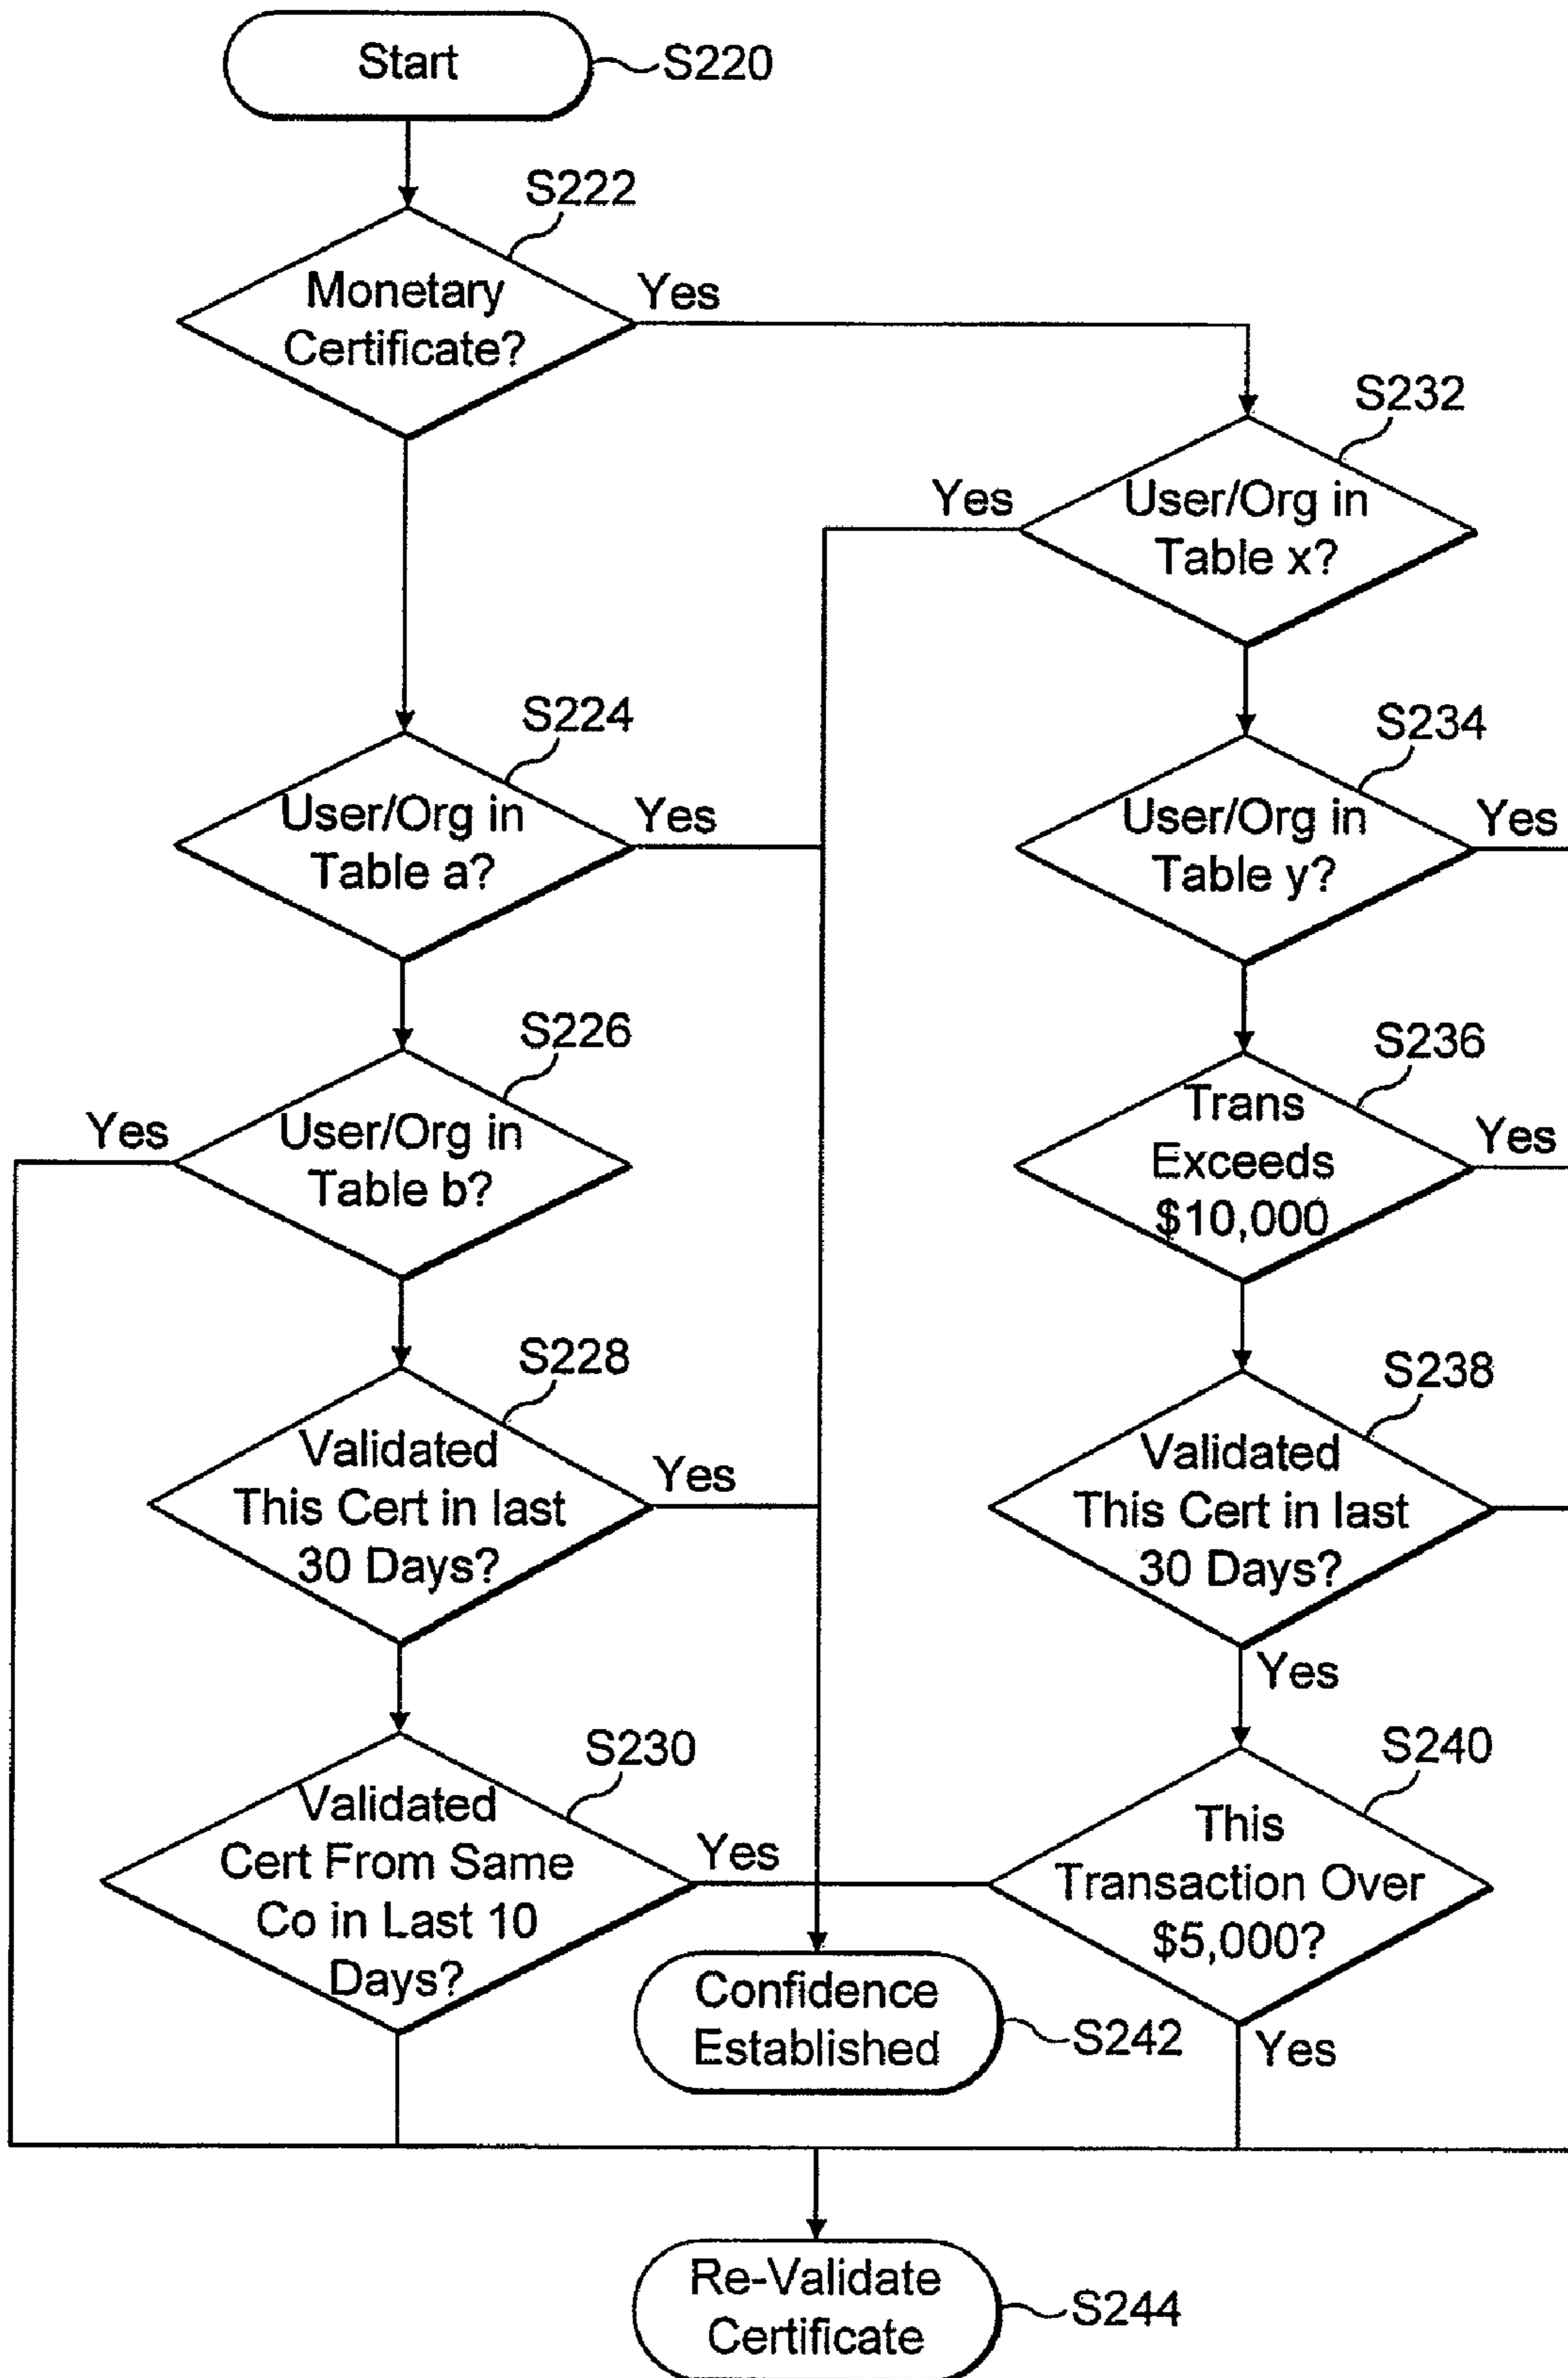 Start
S220
S222
Monetary
Certificate?
Yes
S232
User/Org in
Table x?
Yes
S224
User/Org in
Table a?
Yes
S234
User/Org in
Table y?
Yes
S226
User/Org in
Table b?
Yes
S236
Trans
Exceeds
$10,000
Yes
S228
Validated
This Cert in last
30 Days?
Yes
S238
Validated
This Cert in last
30 Days?
Yes
S230
Validated
Cert From Same
Co in Last 10
Days?
Yes
S240
This
Transaction Over
$5,000?
Yes
Confidence
Established
S242
Re-Validate
Certificate
S244